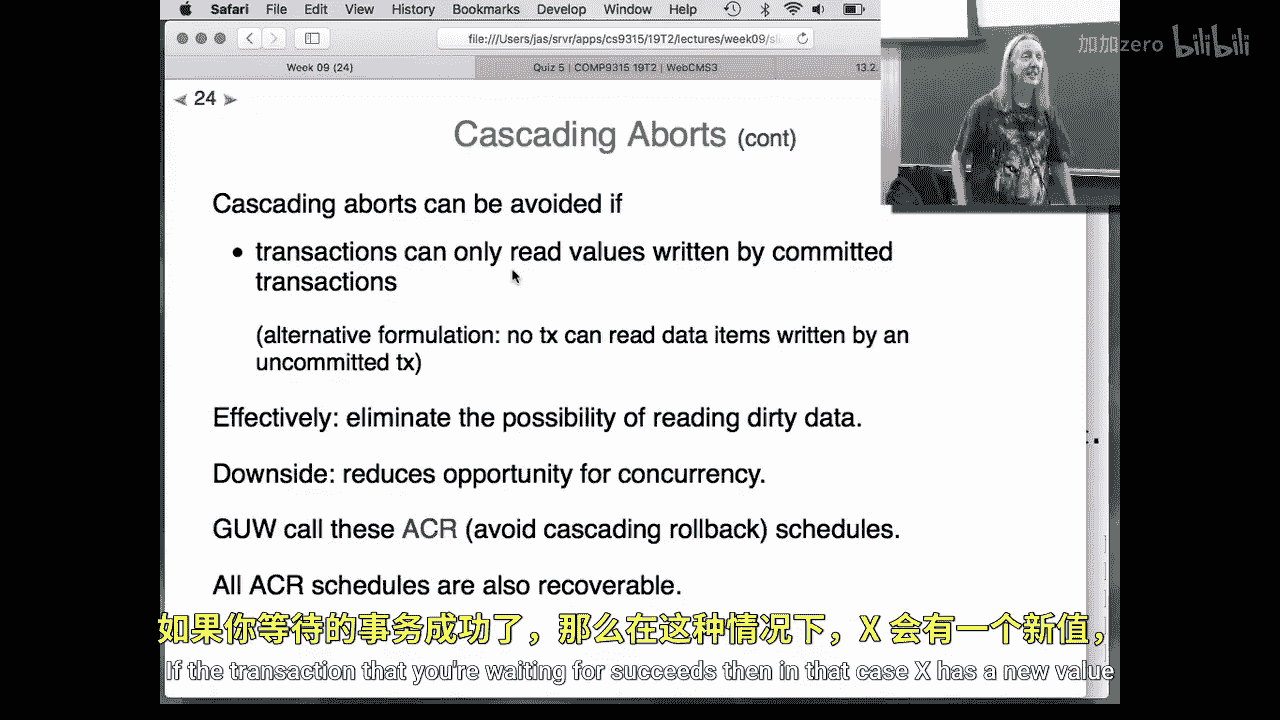 Safari File Edit View History Bookmarks Develop Window Help
加加zero bilibili
file:///Users/jas/srvr/apps/cs9315/19T2/lectures/week09/sli
Week 09 (24)
Quiz 5 | COMP9315 19T2 | WebCMS3
13.2.
24
Cascading Aborts (cont)
Cascading aborts can be avoided if
• transactions can only read values written by committed
transactions
(alternative formulation: no tx can read data items written by an
uncommitted tx)
Effectively: eliminate the possibility of reading dirty data.
Downside: reduces opportunity for concurrency.
GUW call these ACR (avoid cascading rollback) schedules.
All ACR schedules are also recoverable.
如果你等待的事务成功了，那么在这种情况下，X 会有一个新值，
If the transaction that you're waiting for succeeds then in that case X has a new value